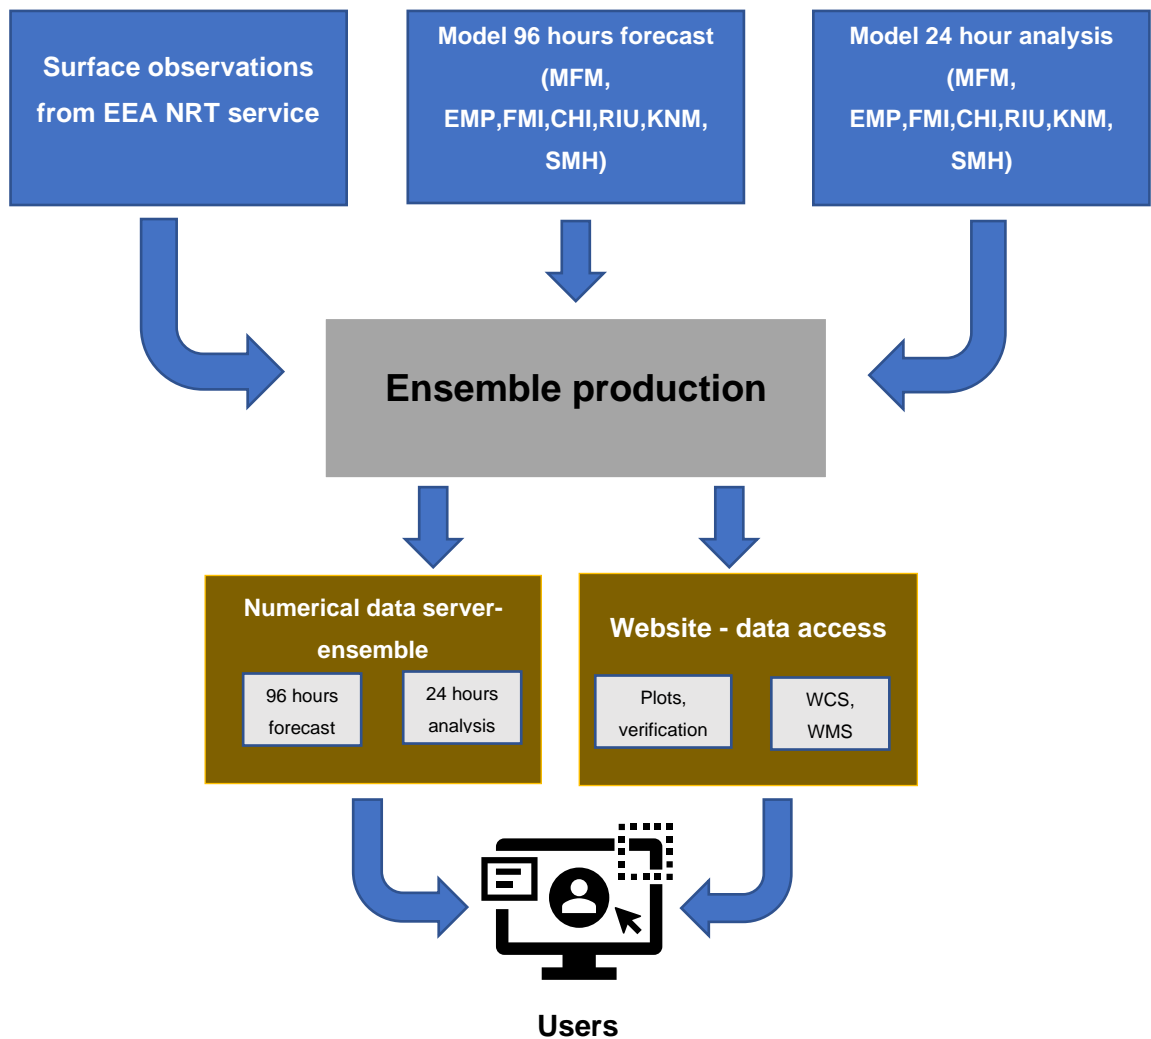 Surface observations
from EEA NRT service
Model 96 hours forecast
(MFM,
EMP,FMI,CHI,RIU,KNM,
SMH)
Model 24 hour analysis
(MFM,
EMP,FMI,CHI,RIU,KNM,
SMH)
Ensemble production
Numerical data server-
ensemble
96 hours
forecast
24 hours
analysis
Website - data access
Plots,
verification
WCS,
WMS
Users